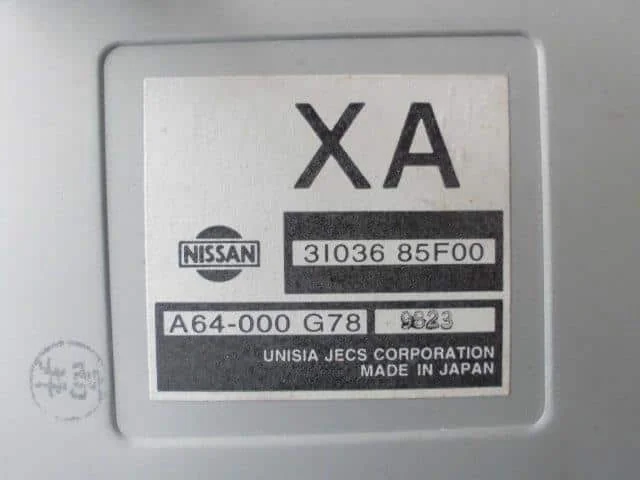 XA
NISSAN
31036 85F00
A64-000 G78
9823
UNISIA JECS CORPORATION
MADE IN JAPAN